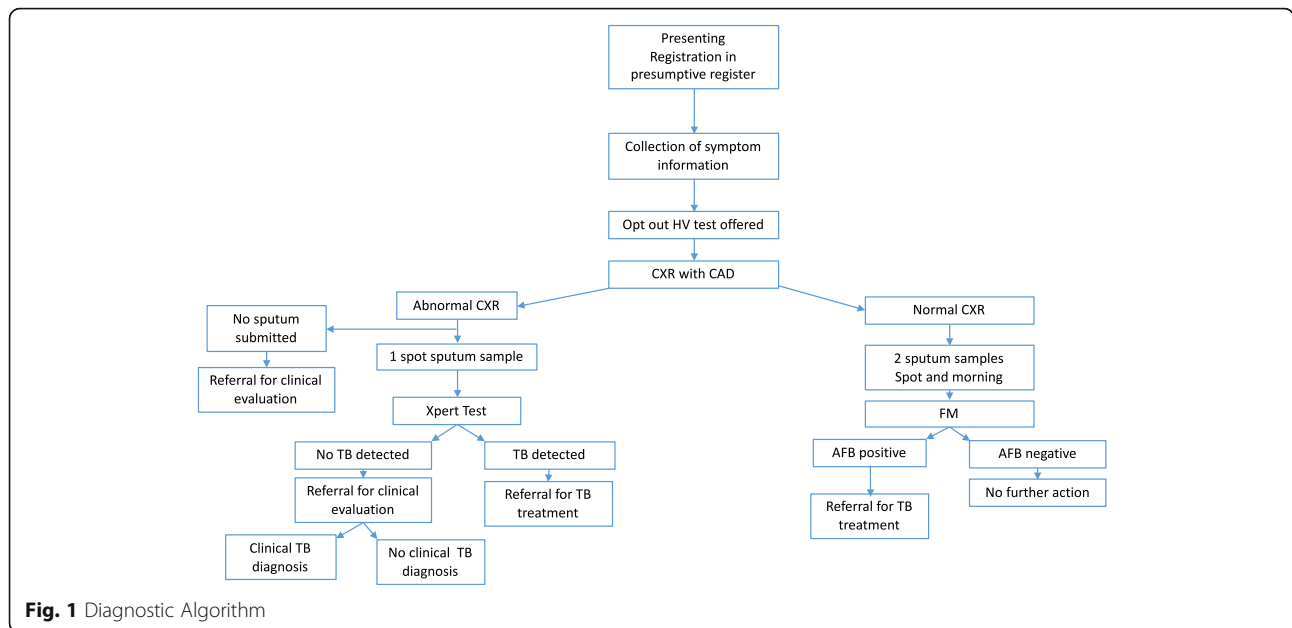 Presenting
Registration in
presumptive register
Collection of symptom
information
Opt out HV test offered
CXR with CAD
Abnormal CXR
Normal CXR
No sputum
submitted
1 spot sputum sample
2 sputum samples
Spot and morning
Referral for clinical
evaluation
Xpert Test
FM
No TB detected
TB detected
AFB positive
AFB negative
Referral for clinical
evaluation
Referral for TB
treatment
Referral for TB
treatment
No further action
Clinical TB
diagnosis
No clinical TB
diagnosis
Fig. 1 Diagnostic Algorithm